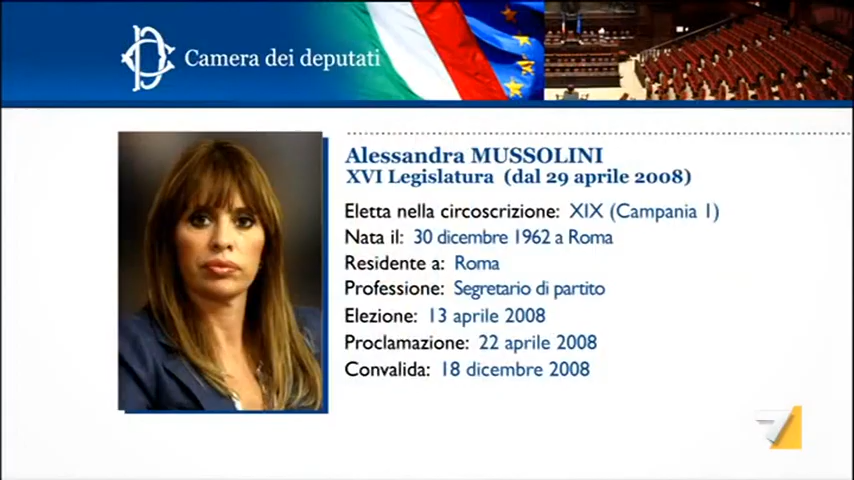 Camera dei deputati
Alessandra MUSSOLINI
XVI Legislatura (dal 29 aprile 2008)
Eletta nella circoscrizione: XIX (Campania 1)
Nata il: 30 dicembre 1962 a Roma
Residente a: Roma
Professione: Segretario di partito
Elezione: 13 aprile 2008
Proclamazione: 22 aprile 2008
Convalida: 18 dicembre 2008